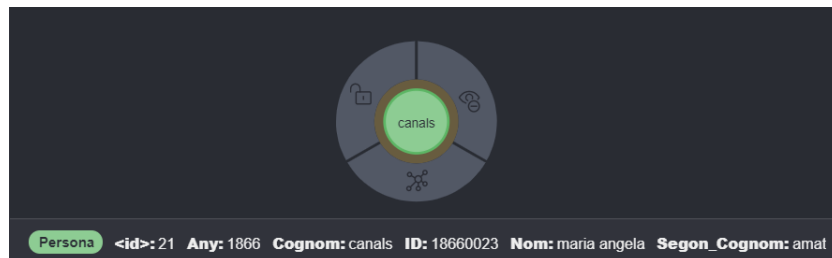 canals
Persona <id>: 21 Any: 1866 Cognom: canals ID: 18660023 Nom: maria angela Segon_Cognom: amat